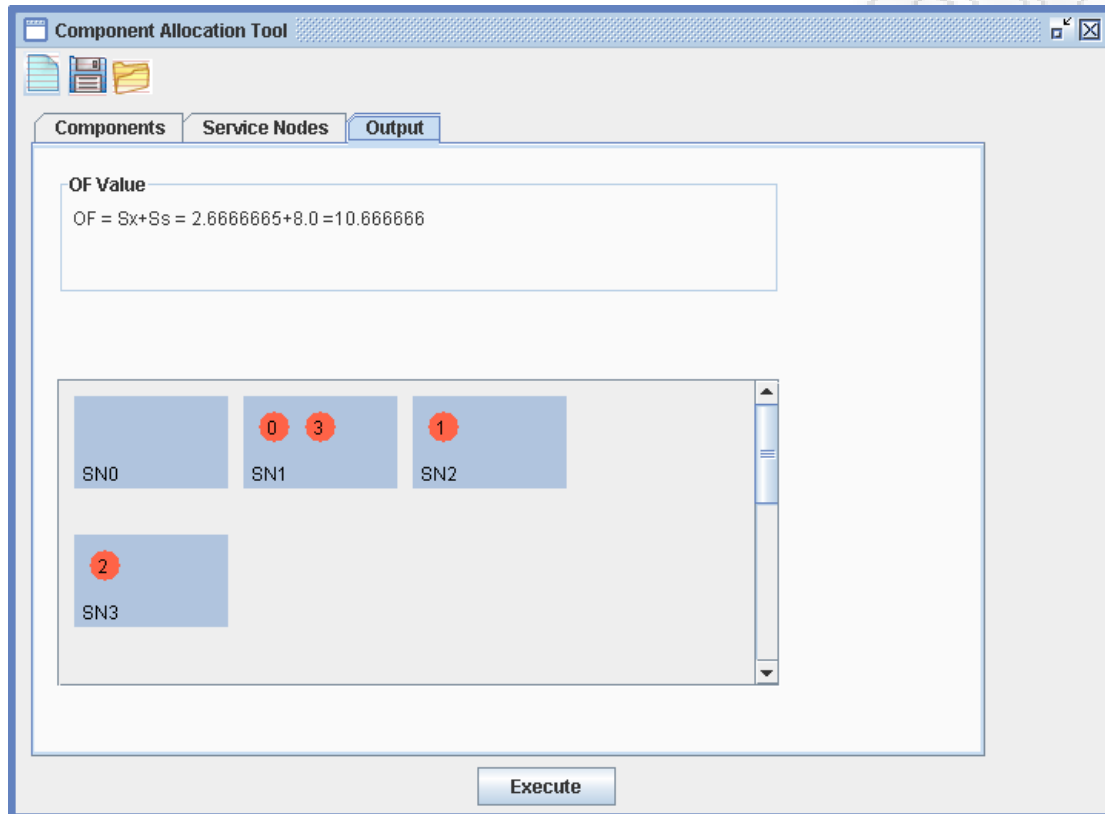 Component Allocation Tool
Components Service Nodes Output
OF Value
OF = Sx+Ss = 2.6666665+8.0 =10.666666
0 3 1
SN0 SN1 SN2
2
SN3
Execute